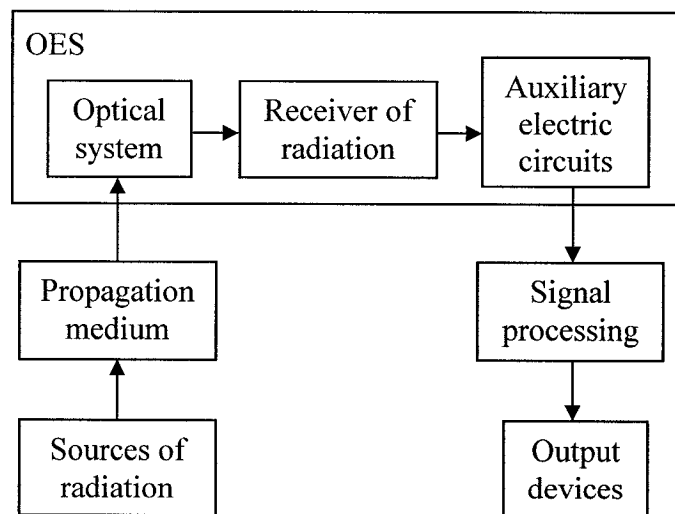 OES
Optical
system
Receiver of
radiation
Auxiliary
electric
circuits
Propagation
medium
Signal
processing
Sources of
radiation
Output
devices